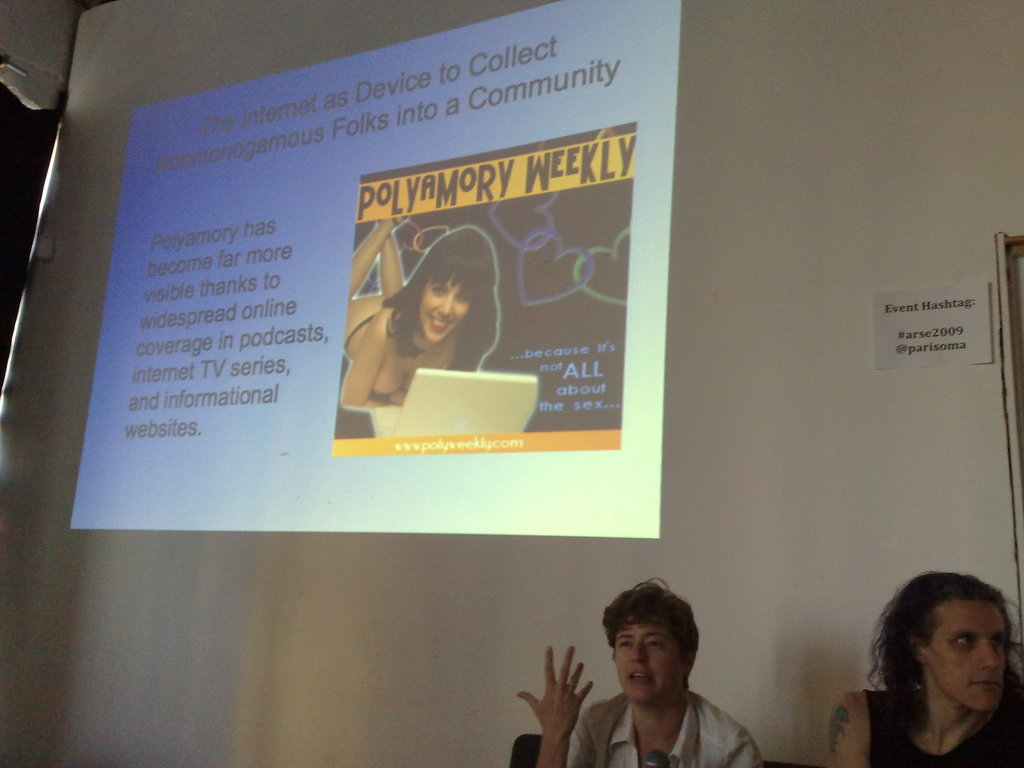 The Internet as Device to Collect
Nonmonogamous Folks into a Community
Polyamory has
become far more
visible thanks to
widespread online
coverage in podcasts,
internet TV series,
and informational
websites.
POLYAMORY WEEKLY
...because it's
not ALL
about
the sex...
www.polyweekly.com
Event Hashtag:
#arse2009
@parisoma